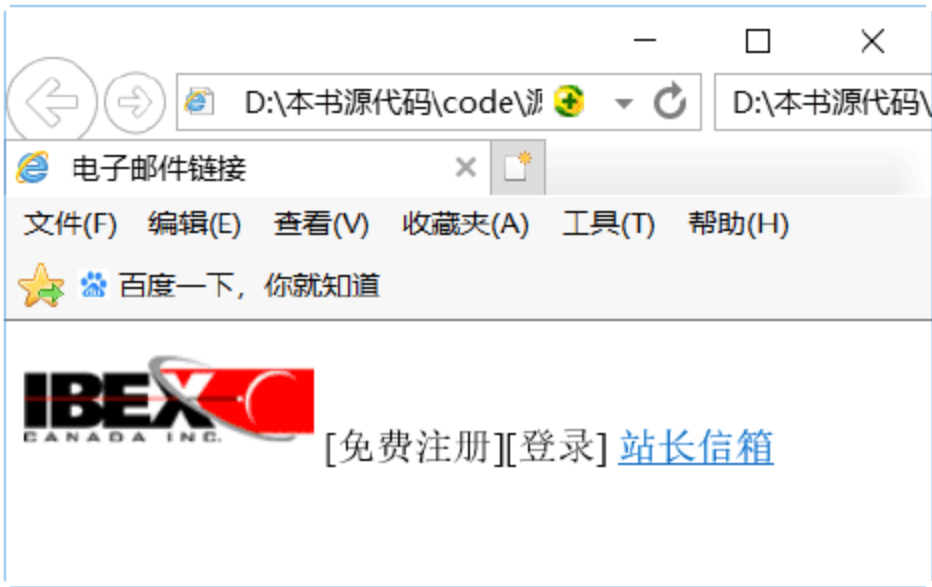 D:\本书源代码\code\源 D:\本书源代码\
电子邮件链接
文件(F) 编辑(E) 查看(V) 收藏夹(A) 工具(T) 帮助(H)
百度一下，你就知道
IBEX
CANADA INC.
[免费注册][登录] 站长信箱